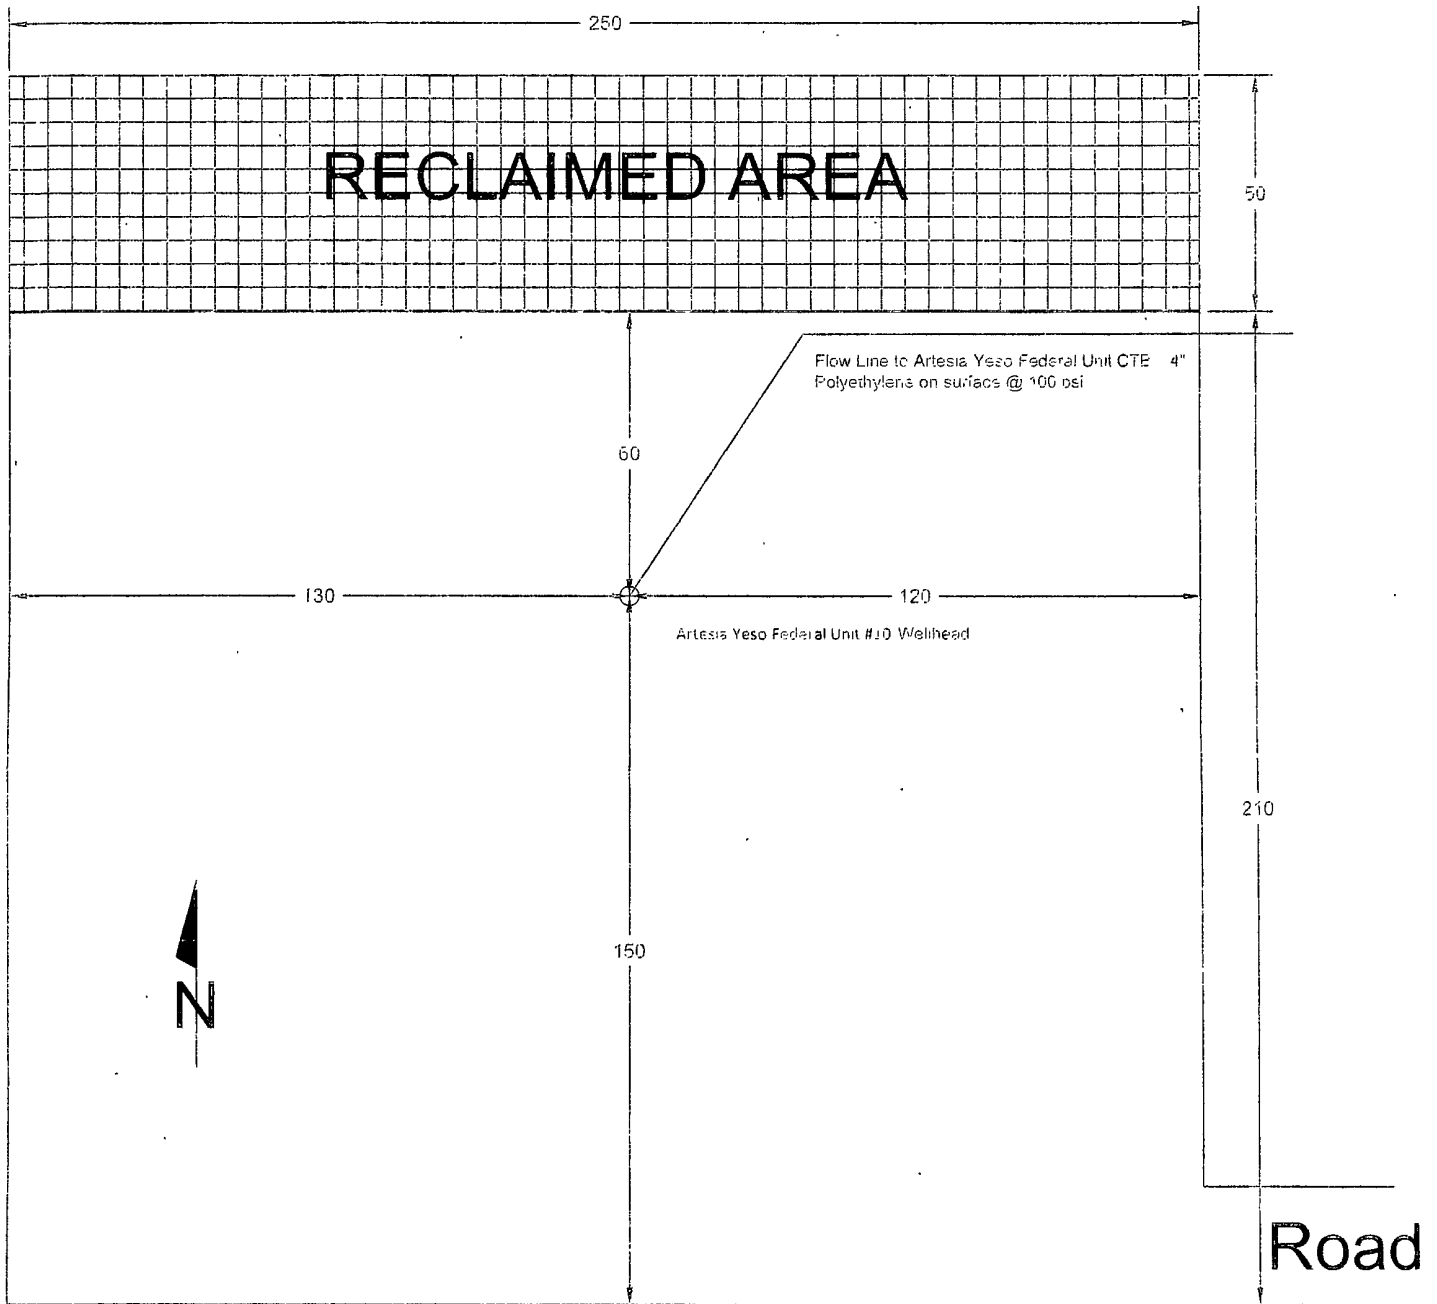 250
RECLAIMED AREA
50
Flow Line to Artesia Yeso Federal Unit CTB 4"
Polyethylene on surface @ 100 psi
60
130
120
Artesia Yeso Federal Unit #10 Wellhead
210
150
N
Road